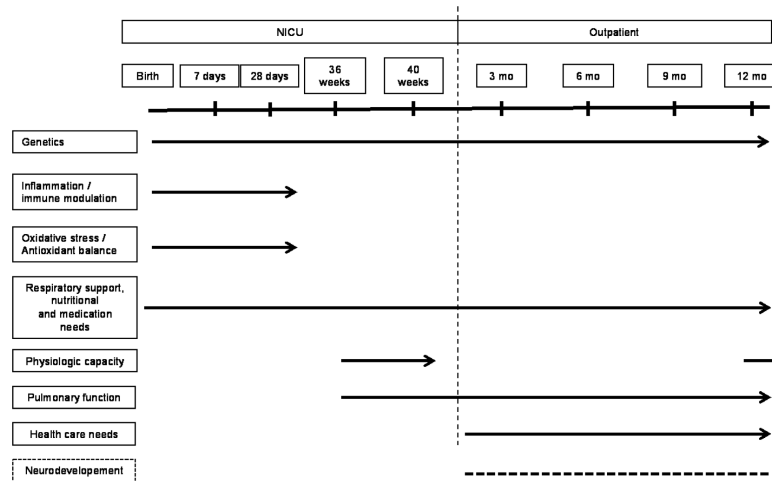 NICU
Outpatient
Birth
7 days
28 days
36
weeks
40
weeks
3 mo
6 mo
9 mo
12 mo
Genetics
Inflammation /
immune modulation
Oxidative stress /
Antioxidant balance
Respiratory support,
nutritional
and medication
needs
Physiologic capacity
Pulmonary function
Health care needs
Neurodevelopement